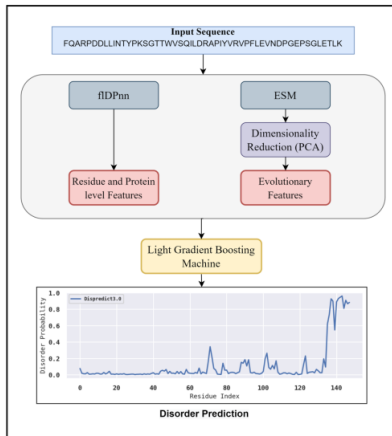 Input Sequence
FQARPDDLLINTYPKSGTTWVSQILDRAPIYVRVPFLEVNDPGEPSGLETLK
flDPnn
ESM
Dimensionality
Reduction (PCA)
Residue and Protein
level Features
Evolutionary
Features
Light Gradient Boosting
Machine
Disorder Probability
1.0
0.8
0.6
0.4
0.2
0.0
Dispredict3.0
0
20
40
60
80
100
120
140
Residue Index
Disorder Prediction